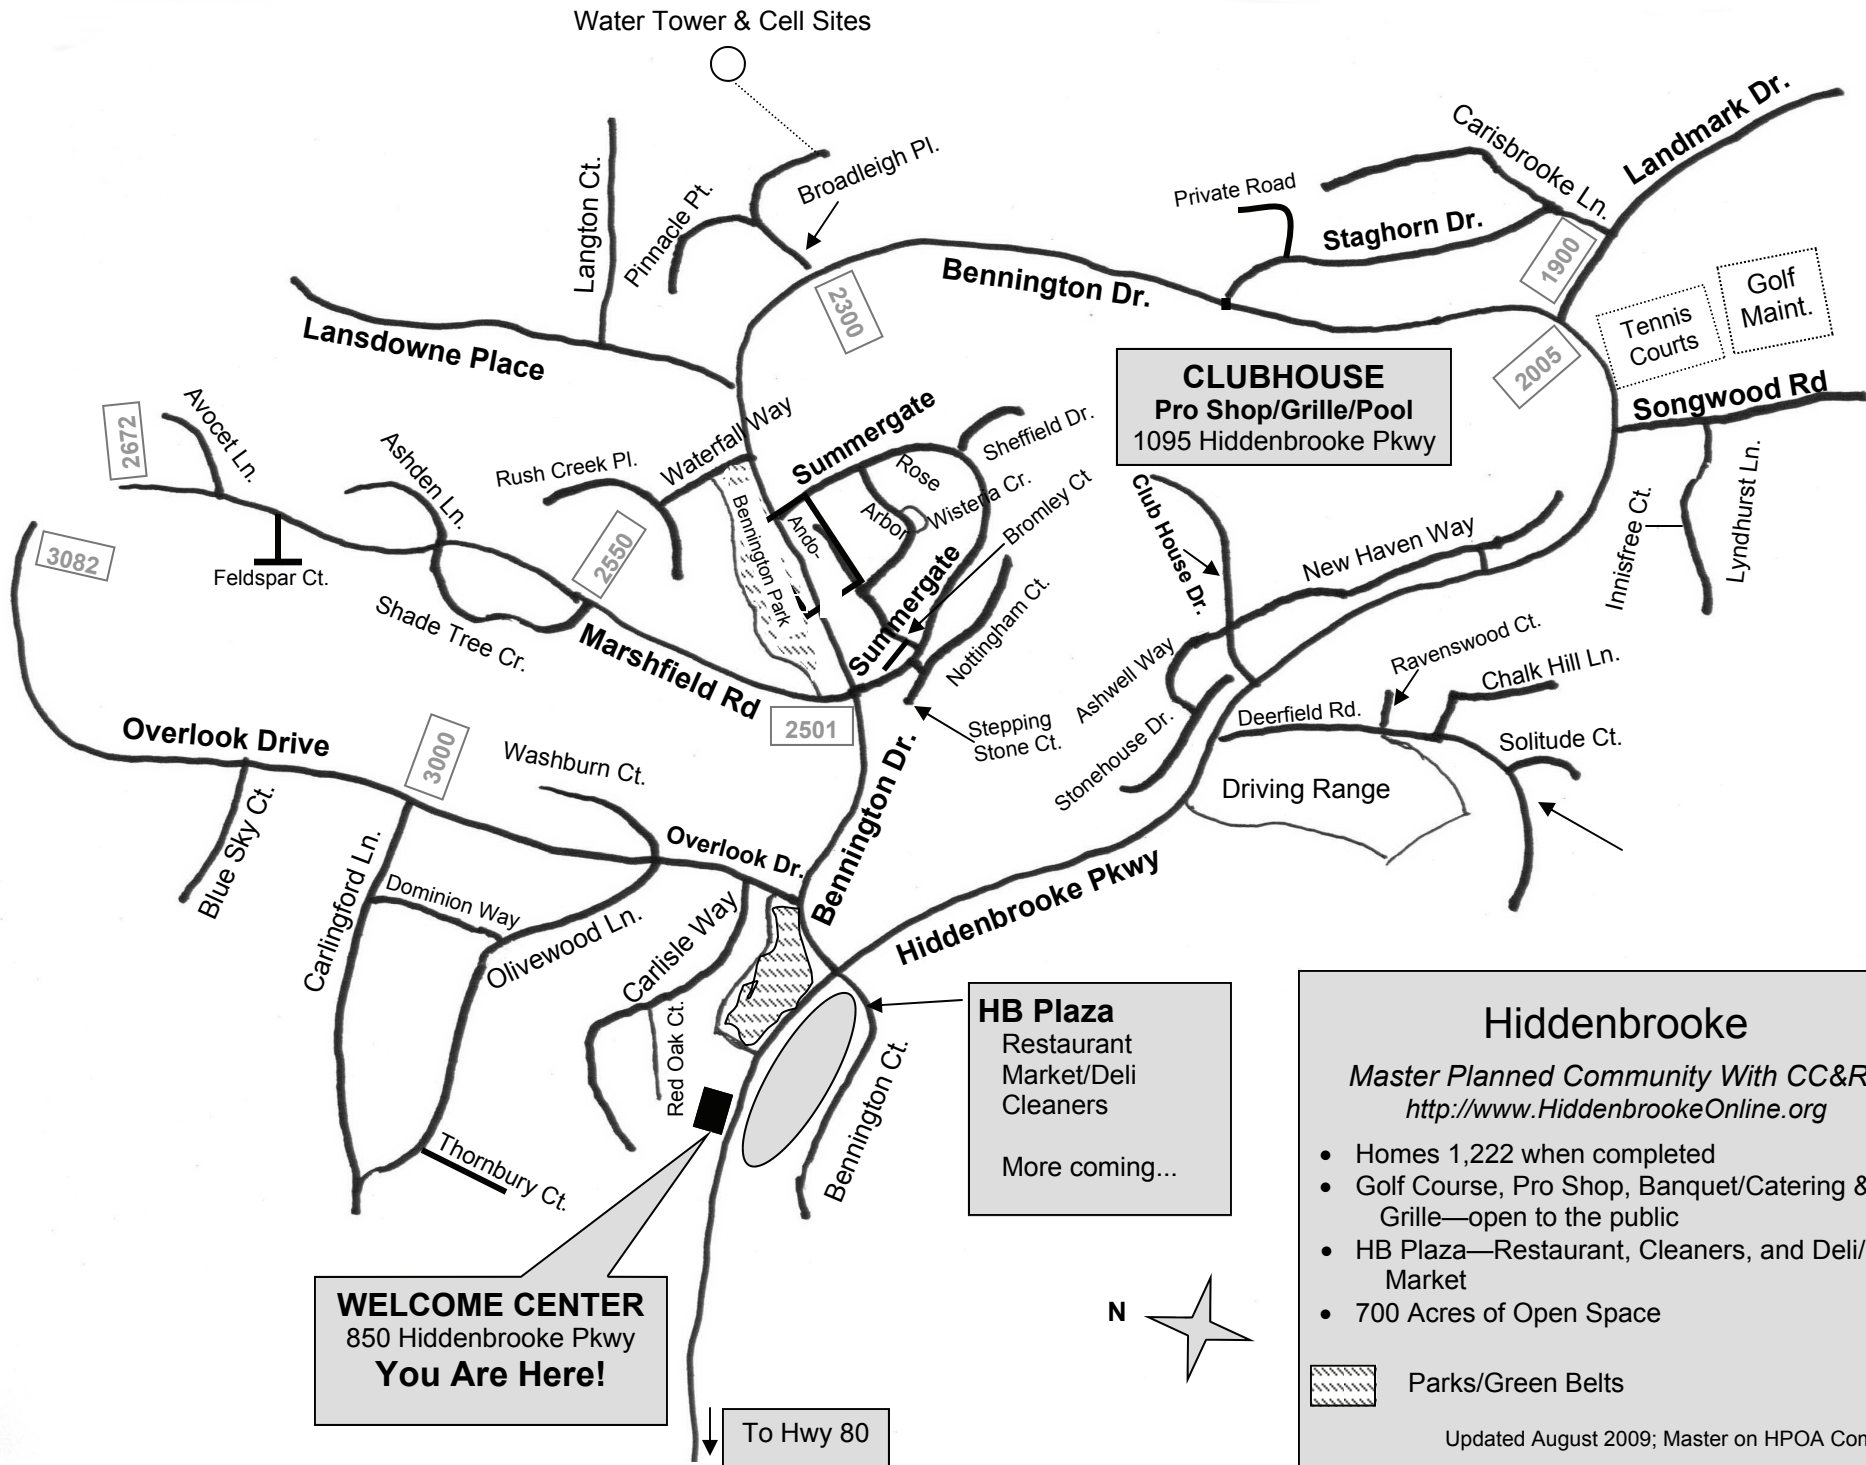 Water Tower & Cell Sites
Landmark Dr.
Carisbrooke Ln.
Broadleigh Pl.
Langton Ct.
Pinnacle Pt.
Private Road
Staghorn Dr.
1900
Golf
Maint.
Tennis
Courts
Bennington Dr.
2300
Lansdowne Place
2005
CLUBHOUSE
Pro Shop/Grille/Pool
1095 Hiddenbrooke Pkwy
Songwood Rd
Avocet Ln.
2672
Ashden Ln.
Rush Creek Pl.
Waterfall Way
Summergate
Sheffield Dr.
Rose
Arbor
Wisteria Cr.
Bromley Ct
Ando-
Bennington Park
Club House Dr.
New Haven Way
Innisfree Ct.
Lyndhurst Ln.
3082
Feldspar Ct.
2550
Shade Tree Cr.
Marshfield Rd
Summergate
Nottingham Ct.
Ashwell Way
Ravenswood Ct.
Chalk Hill Ln.
Deerfield Rd.
Solitude Ct.
Stepping
Stone Ct.
2501
Stonehouse Dr.
Driving Range
Overlook Drive
3000
Washburn Ct.
Overlook Dr.
Bennington Dr.
Blue Sky Ct.
Carlingford Ln.
Dominion Way
Olivewood Ln.
Carlisle Way
Red Oak Ct.
Hiddenbrooke Pkwy
HB Plaza
Restaurant
Market/Deli
Cleaners
More coming...
Bennington Ct.
Thornbury Ct.
WELCOME CENTER
850 Hiddenbrooke Pkwy
You Are Here!
To Hwy 80
N
Hiddenbrooke
Master Planned Community With CC&R
http://www.HiddenbrookeOnline.org
• Homes 1,222 when completed
• Golf Course, Pro Shop, Banquet/Catering &
Grille—open to the public
• HB Plaza—Restaurant, Cleaners, and Deli/
Market
• 700 Acres of Open Space
Parks/Green Belts
Updated August 2009; Master on HPOA Com